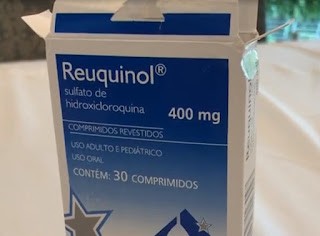 Reuquinol®
sulfato de
hidroxicloroquina 400 mg
COMPRIMIDOS REVESTIDOS
USO ADULTO E PEDIÁTRICO
USO ORAL
CONTÉM: 30 COMPRIMIDOS